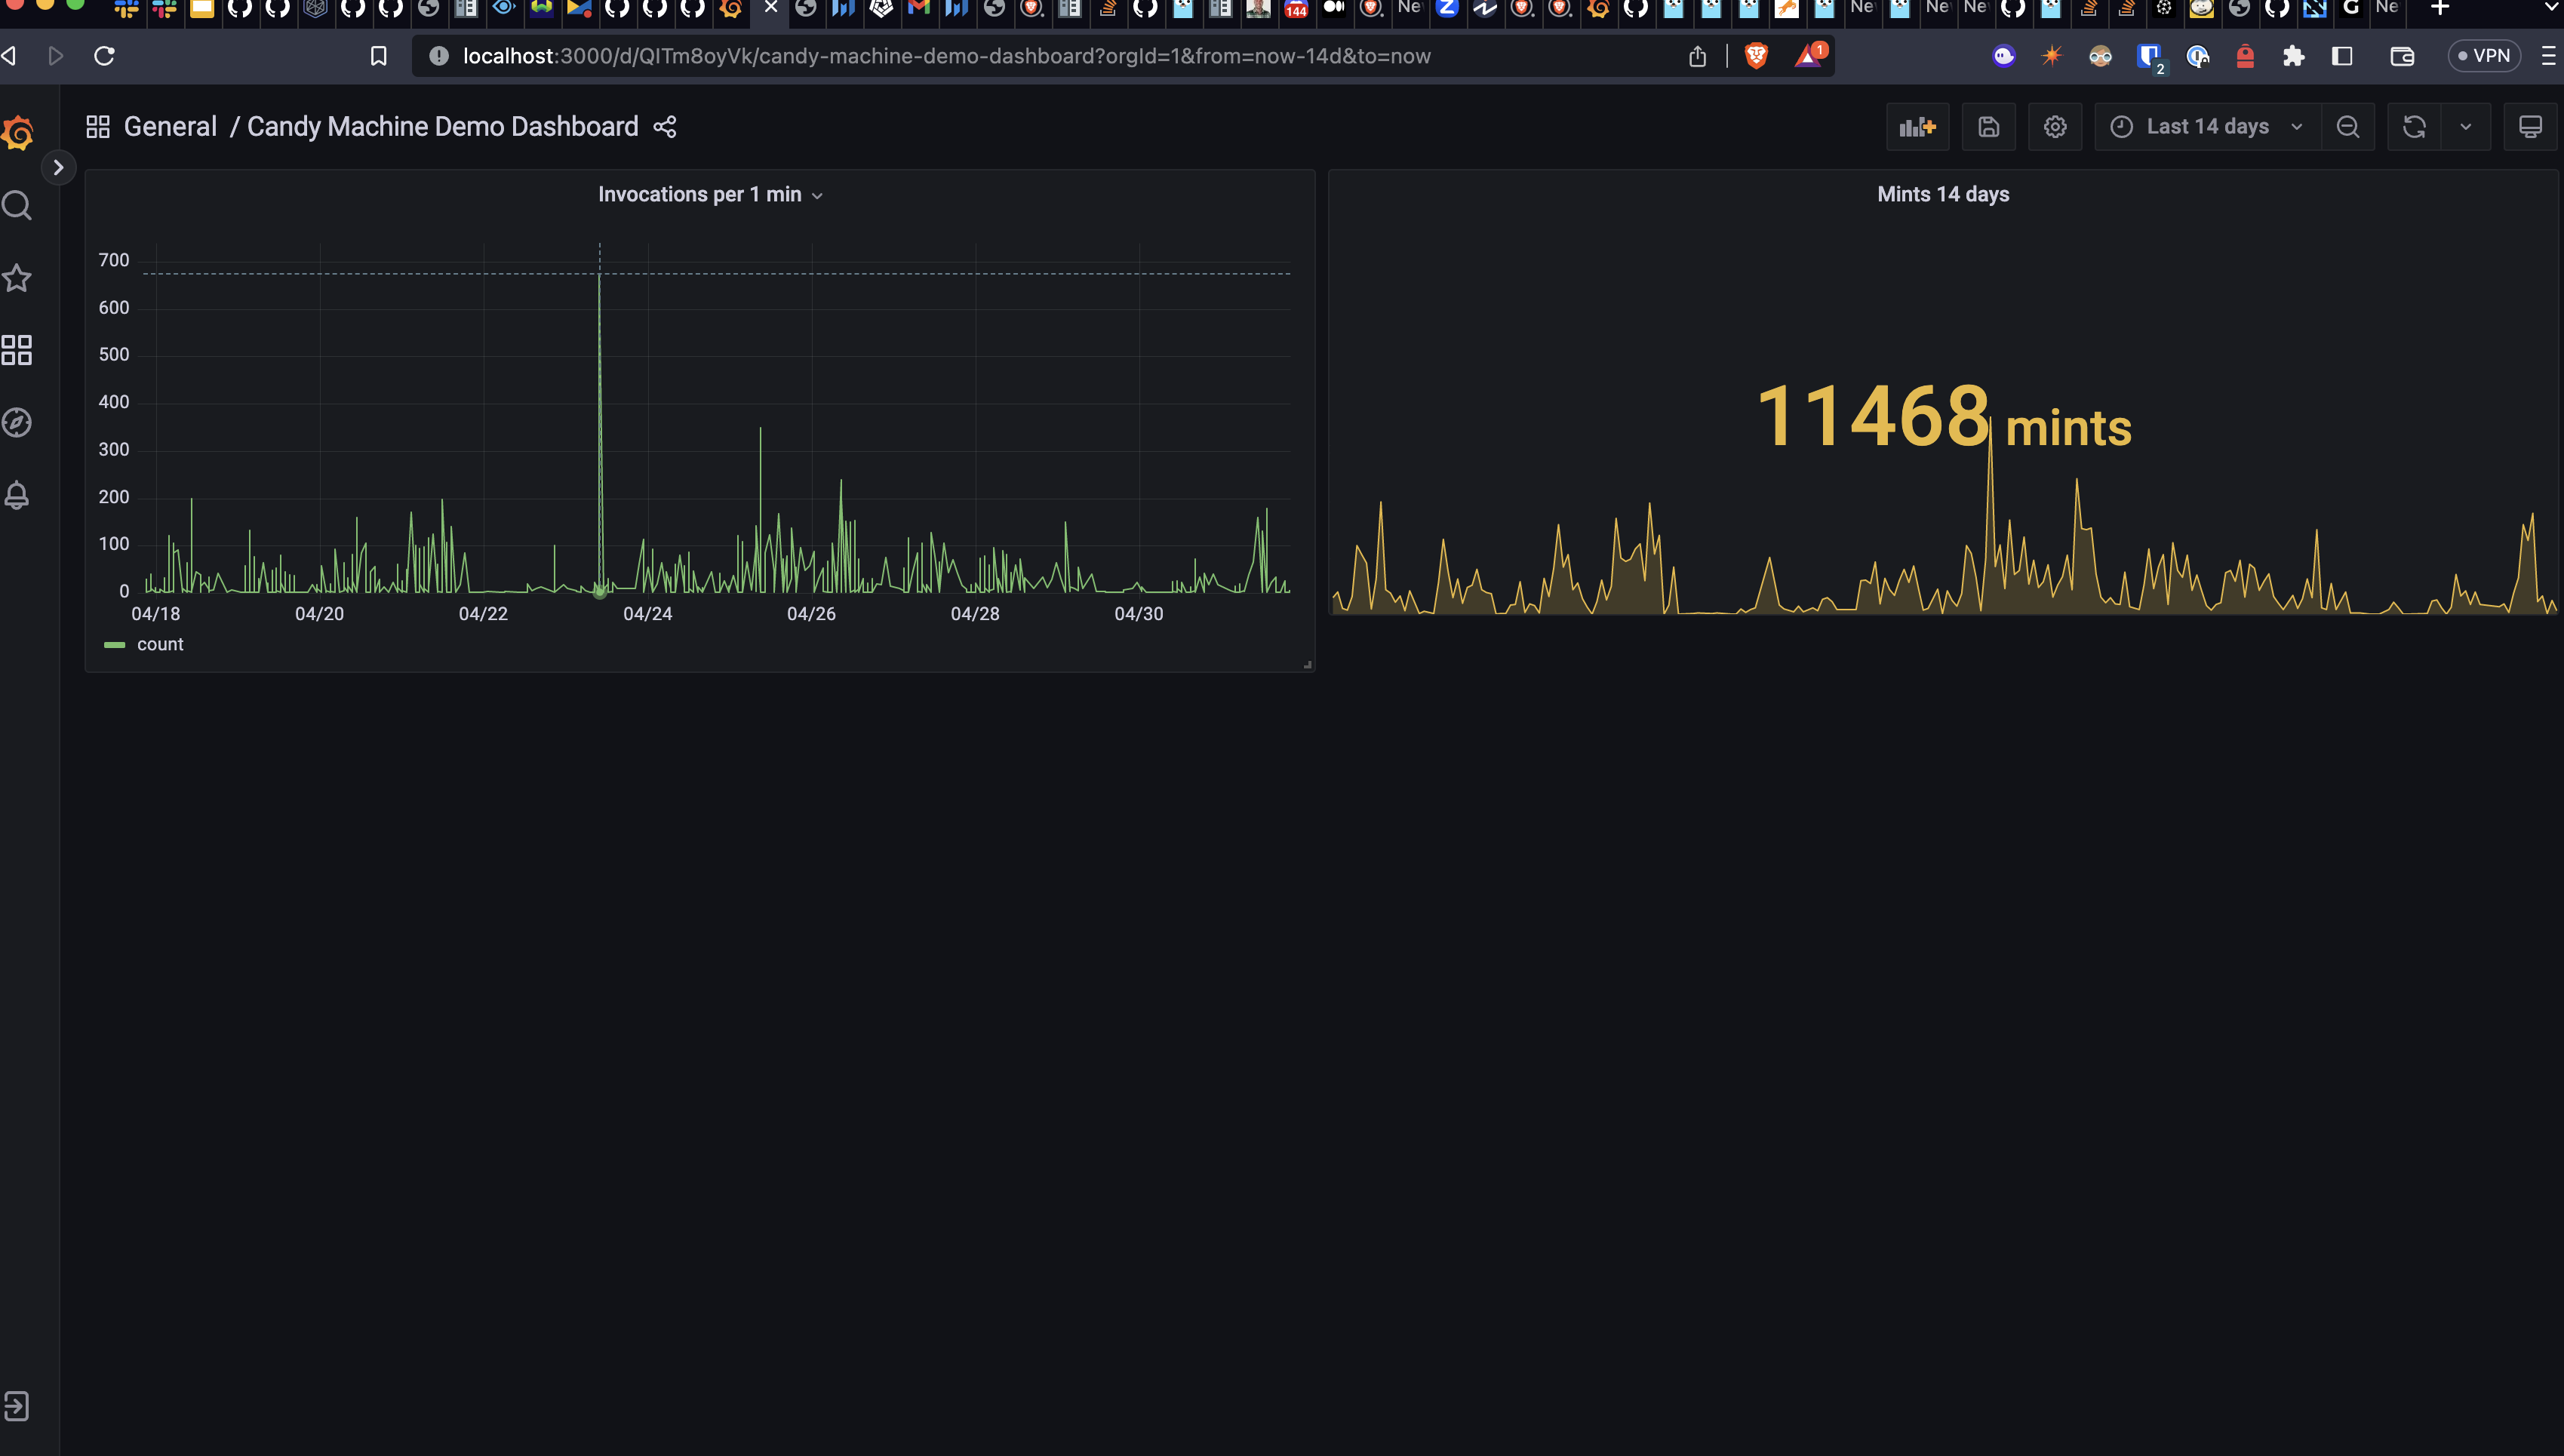 144
Ne
Ne
Ne
Ne
G
Ne
localhost:3000/d/QITm8oyVk/candy-machine-demo-dashboard?orgId=1&from=now-14d&to=now
1
2
VPN
General / Candy Machine Demo Dashboard
Last 14 days
Invocations per 1 min
700
600
500
400
300
200
100
0
04/18 04/20 04/22 04/24 04/26 04/28 04/30
count
Mints 14 days
11468 mints